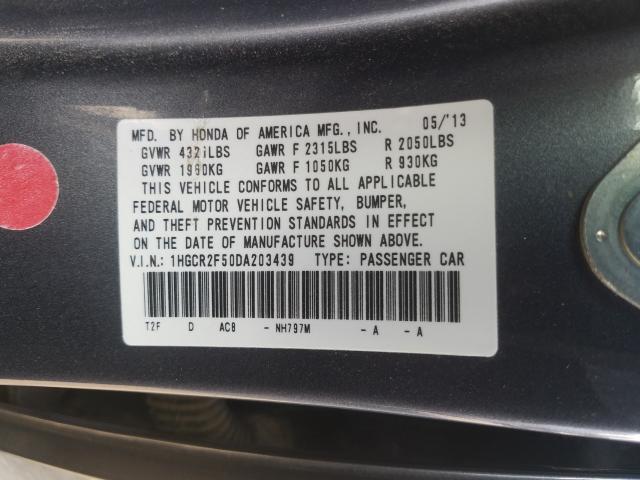 MFD. BY HONDA OF AMERICA MFG., INC. 05/'13
GVWR 4321LBS GAWR F 2315LBS R 2050LBS
GVWR 1960KG GAWR F 1050KG R 930KG
THIS VEHICLE CONFORMS TO ALL APPLICABLE
FEDERAL MOTOR VEHICLE SAFETY, BUMPER,
AND THEFT PREVENTION STANDARDS IN EFFECT
ON THE DATE OF MANUFACTURE SHOWN ABOVE.
V.I.N.: 1HGCR2F50DA203439 TYPE: PASSENGER CAR
T2F D AC8 - NH797M - A - A